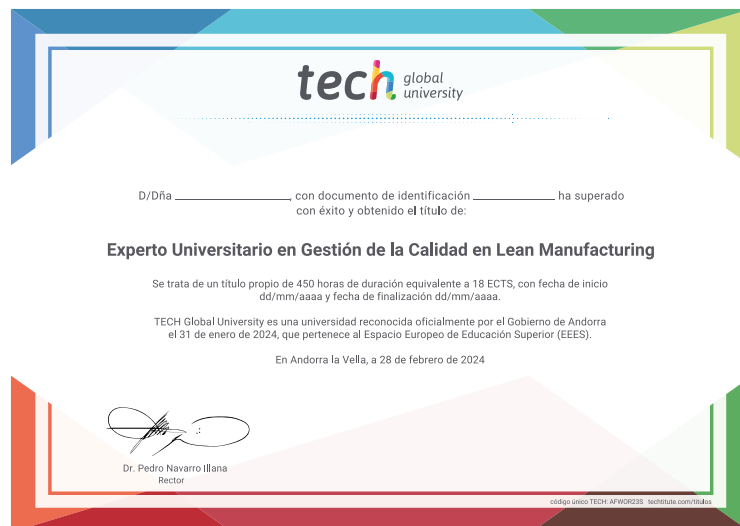 tech global university
D/Dña ____________, con documento de identificación ____________ ha superado
con éxito y obtenido el título de:
Experto Universitario en Gestión de la Calidad en Lean Manufacturing
Se trata de un título propio de 450 horas de duración equivalente a 18 ECTS, con fecha de inicio
dd/mm/aaaa y fecha de finalización dd/mm/aaaa.
TECH Global University es una universidad reconocida oficialmente por el Gobierno de Andorra
el 31 de enero de 2024, que pertenece al Espacio Europeo de Educación Superior (EEES).
En Andorra la Vella, a 28 de febrero de 2024
Dr. Pedro Navarro Illana
Rector
código único TECH: AFWOR23S techtitute.com/titulos